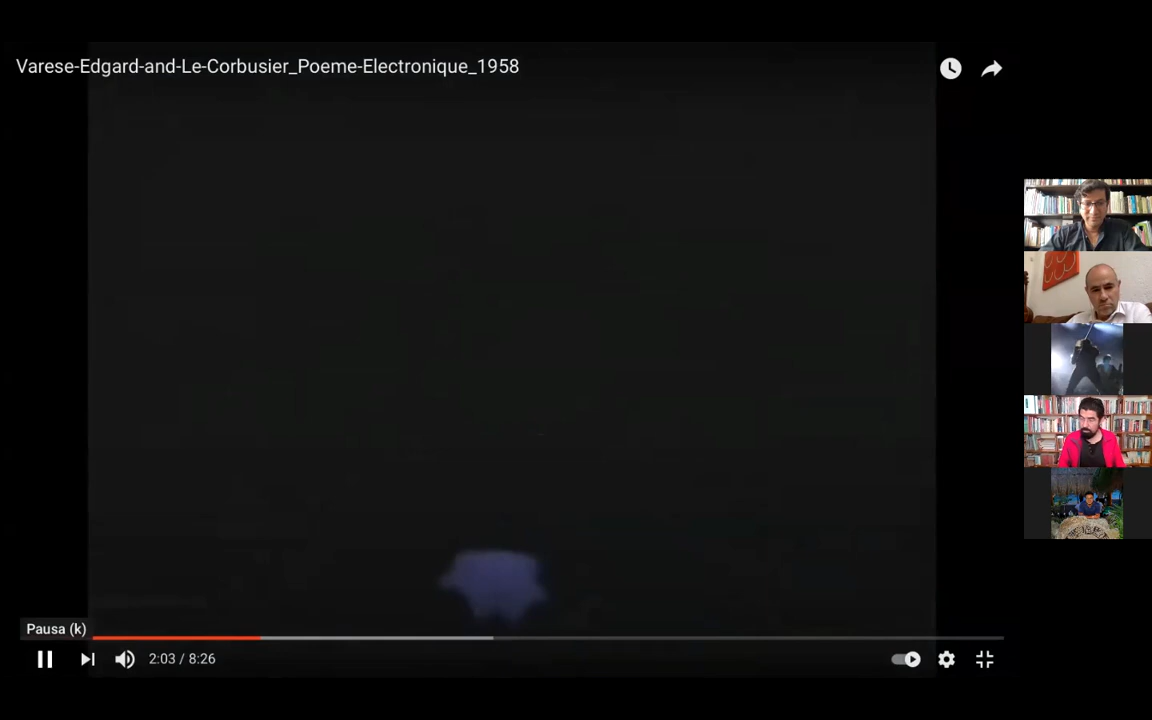 Varese-Edgard-and-Le-Corbusier_Poeme-Electronique_1958
Pausa (k)
2:03 / 8:26